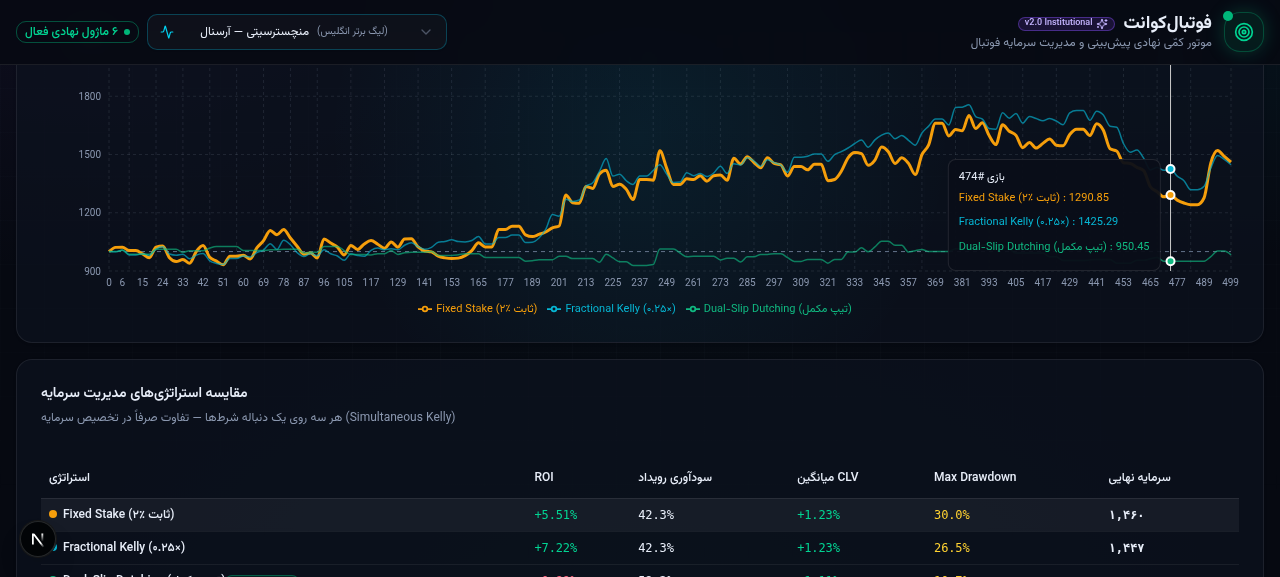 فوتبال‌کوانت
v2.0 Institutional
موتور کمّی نهادی پیش‌بینی و مدیریت سرمایه فوتبال
منچسترسیتی — آرسنال (لیگ برتر انگلیس)
۶ ماژول نهادی فعال
1800
1500
1200
900
0 6 15 24 33 42 51 60 69 78 87 96 105 117 129 141 153 165 177 189 201 213 225 237 249 261 273 285 297 309 321 333 345 357 369 381 393 405 417 429 441 453 465 477 489 499
بازی #474
Fixed Stake (ثابت ۲٪) : 1290.85
Fractional Kelly (۰.۲۵×) : 1425.29
Dual-Slip Dutching (تیپ مکمل) : 950.45
Fixed Stake (ثابت ۲٪)
Fractional Kelly (۰.۲۵×)
Dual-Slip Dutching (تیپ مکمل)
مقایسه استراتژی‌های مدیریت سرمایه
هر سه روی یک دنباله شرط‌ها — تفاوت صرفاً در تخصیص سرمایه (Simultaneous Kelly)
استراتژی ROI سودآوری رویداد میانگین CLV Max Drawdown سرمایه نهایی
Fixed Stake (ثابت ۲٪) +5.51% 42.3% +1.23% 30.0% ۱,۴۶۰
Fractional Kelly (۰.۲۵×) +7.22% 42.3% +1.23% 26.5% ۱,۴۴۷
N